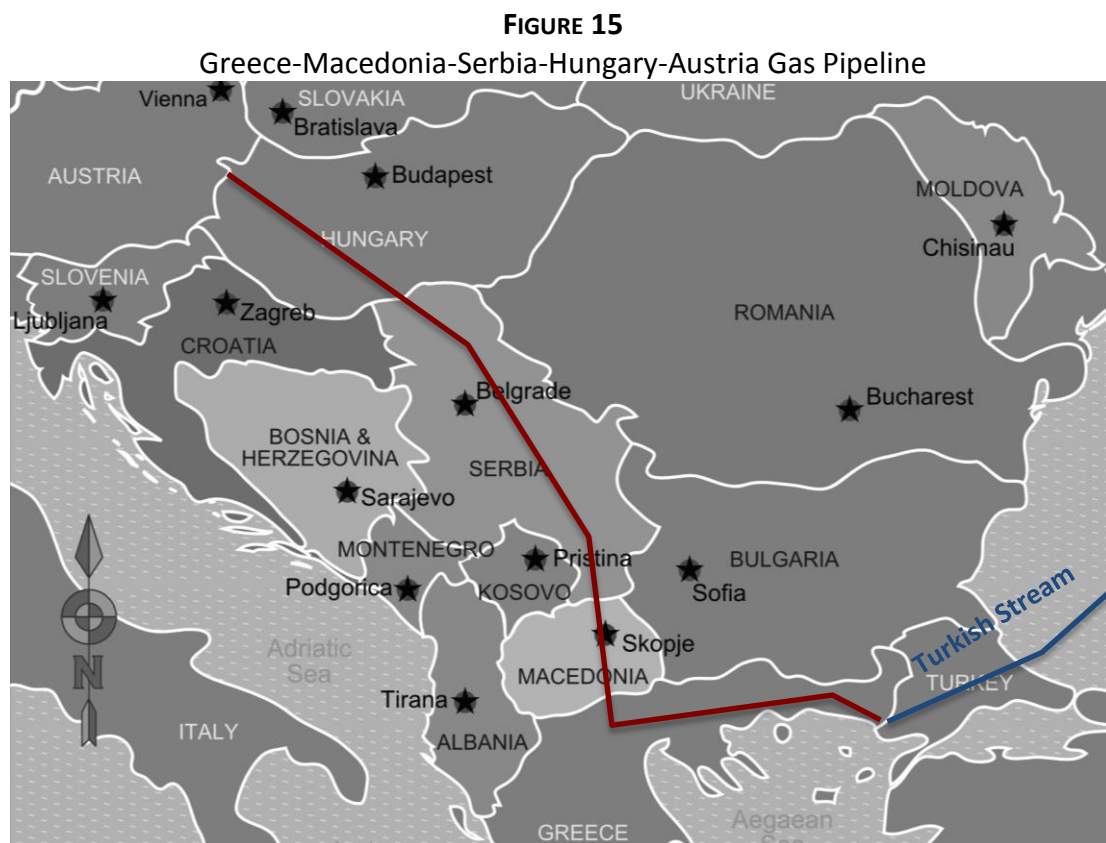 FIGURE 15
Greece-Macedonia-Serbia-Hungary-Austria Gas Pipeline
Vienna
SLOVAKIA
UKRAINE
Bratislava
AUSTRIA
Budapest
MOLDOVA
HUNGARY
Chisinau
SLOVENIA
Ljubljana
Zagreb
ROMANIA
CROATIA
Belgrade
Bucharest
BOSNIA &
HERZEGOVINA
SERBIA
Sarajevo
MONTENEGRO
Pristina
BULGARIA
Podgorica
KOSOVO
Sofia
Turkish Stream
Adriatic
Sea
Skopje
N
MACEDONIA
TURKEY
Tirana
ITALY
ALBANIA
GREECE
Aegaean
Sea